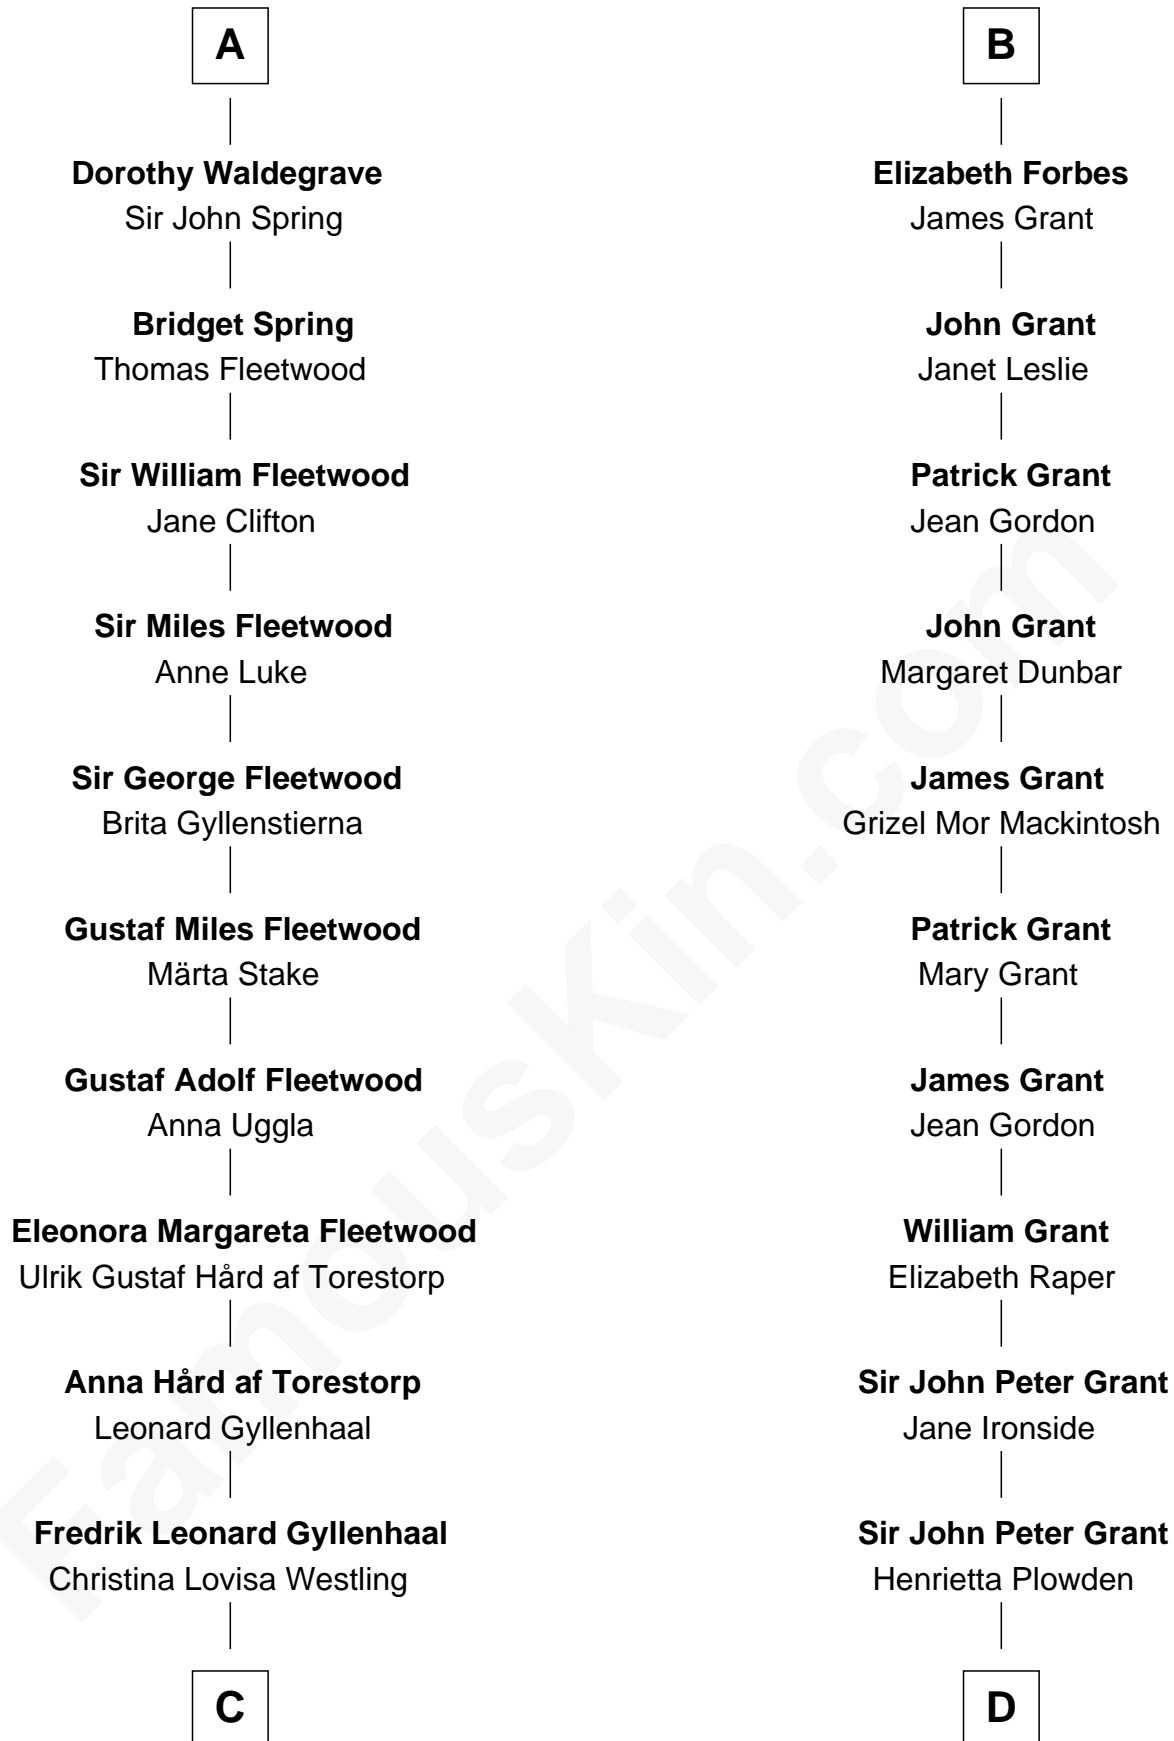 A
Dorothy Waldegrave
Sir John Spring
Bridget Spring
Thomas Fleetwood
Sir William Fleetwood
Jane Clifton
Sir Miles Fleetwood
Anne Luke
Sir George Fleetwood
Brita Gyllenstierna
Gustaf Miles Fleetwood
Märta Stake
Gustaf Adolf Fleetwood
Anna Uggla
Eleonora Margareta Fleetwood
Ulrik Gustaf Hård af Torestorp
Anna Hård af Torestorp
Leonard Gyllenhaal
Fredrik Leonard Gyllenhaal
Christina Lovisa Westling
C
B
Elizabeth Forbes
James Grant
John Grant
Janet Leslie
Patrick Grant
Jean Gordon
John Grant
Margaret Dunbar
James Grant
Grizel Mor Mackintosh
Patrick Grant
Mary Grant
James Grant
Jean Gordon
William Grant
Elizabeth Raper
Sir John Peter Grant
Jane Ironside
Sir John Peter Grant
Henrietta Plowden
D
FamousKin.com